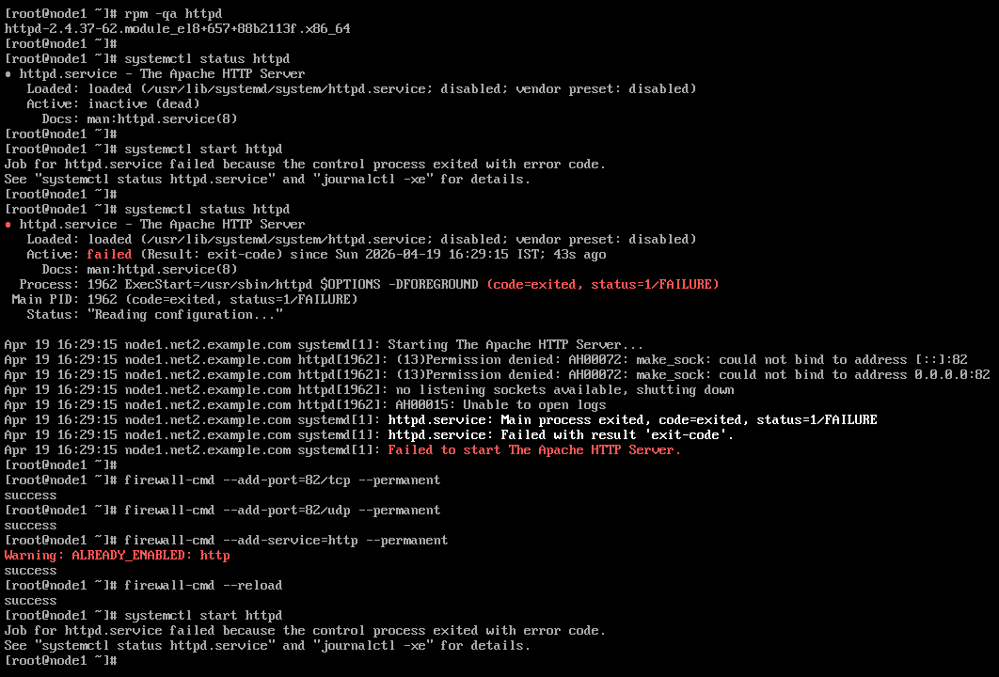 [root@node1 ~]# rpm -qa httpd
httpd-2.4.37-62.module_el8+657+88b2113f.x86_64
[root@node1 ~]#
[root@node1 ~]# systemctl status httpd
● httpd.service - The Apache HTTP Server
   Loaded: loaded (/usr/lib/systemd/system/httpd.service; disabled; vendor preset: disabled)
   Active: inactive (dead)
     Docs: man:httpd.service(8)
[root@node1 ~]#
[root@node1 ~]# systemctl start httpd
Job for httpd.service failed because the control process exited with error code.
See "systemctl status httpd.service" and "journalctl -xe" for details.
[root@node1 ~]#
[root@node1 ~]# systemctl status httpd
● httpd.service - The Apache HTTP Server
   Loaded: loaded (/usr/lib/systemd/system/httpd.service; disabled; vendor preset: disabled)
   Active: failed (Result: exit-code) since Sun 2026-04-19 16:29:15 IST; 43s ago
     Docs: man:httpd.service(8)
  Process: 1962 ExecStart=/usr/sbin/httpd $OPTIONS -DFOREGROUND (code=exited, status=1/FAILURE)
 Main PID: 1962 (code=exited, status=1/FAILURE)
   Status: "Reading configuration..."

Apr 19 16:29:15 node1.net2.example.com systemd[1]: Starting The Apache HTTP Server...
Apr 19 16:29:15 node1.net2.example.com httpd[1962]: (13)Permission denied: AH00072: make_sock: could not bind to address [::]:82
Apr 19 16:29:15 node1.net2.example.com httpd[1962]: (13)Permission denied: AH00072: make_sock: could not bind to address 0.0.0.0:82
Apr 19 16:29:15 node1.net2.example.com httpd[1962]: no listening sockets available, shutting down
Apr 19 16:29:15 node1.net2.example.com httpd[1962]: AH00015: Unable to open logs
Apr 19 16:29:15 node1.net2.example.com systemd[1]: httpd.service: Main process exited, code=exited, status=1/FAILURE
Apr 19 16:29:15 node1.net2.example.com systemd[1]: httpd.service: Failed with result 'exit-code'.
Apr 19 16:29:15 node1.net2.example.com systemd[1]: Failed to start The Apache HTTP Server.
[root@node1 ~]#
[root@node1 ~]# firewall-cmd --add-port=82/tcp --permanent
success
[root@node1 ~]# firewall-cmd --add-port=82/udp --permanent
success
[root@node1 ~]# firewall-cmd --add-service=http --permanent
Warning: ALREADY_ENABLED: http
success
[root@node1 ~]# firewall-cmd --reload
success
[root@node1 ~]# systemctl start httpd
Job for httpd.service failed because the control process exited with error code.
See "systemctl status httpd.service" and "journalctl -xe" for details.
[root@node1 ~]#